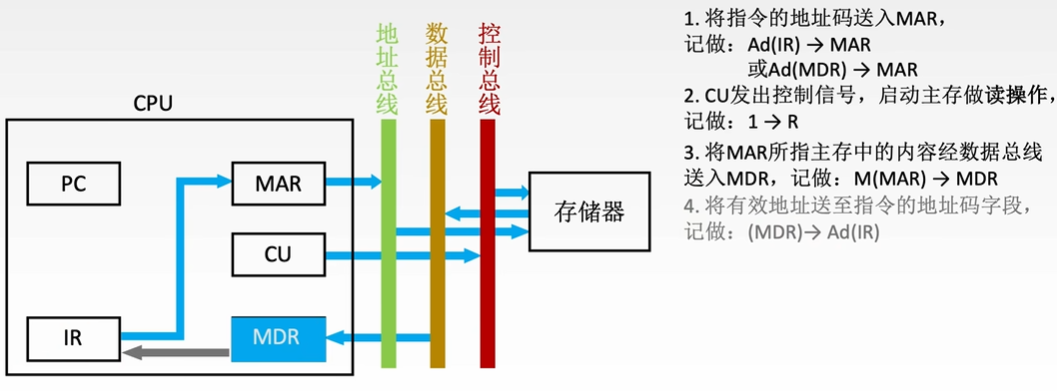 地址总线
数据总线
控制总线
CPU
PC
MAR
CU
IR
MDR
存储器
1. 将指令的地址码送入MAR，
记做：Ad(IR) → MAR
或Ad(MDR) → MAR
2. CU发出控制信号，启动主存做读操作，
记做：1 → R
3. 将MAR所指主存中的内容经数据总线
送入MDR，记做：M(MAR) → MDR
4. 将有效地址送至指令的地址码字段，
记做：(MDR)→ Ad(IR)